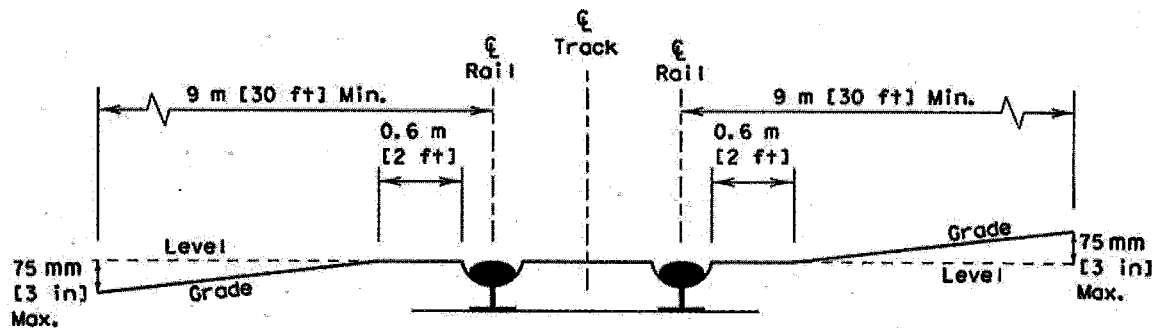 ℄
Track
℄
Rail
℄
Rail
9 m [30 ft] Min.
9 m [30 ft] Min.
0.6 m
[2 ft]
0.6 m
[2 ft]
Level
Grade
75 mm
[3 in]
Max.
Grade
Level
75 mm
[3 in]
Max.